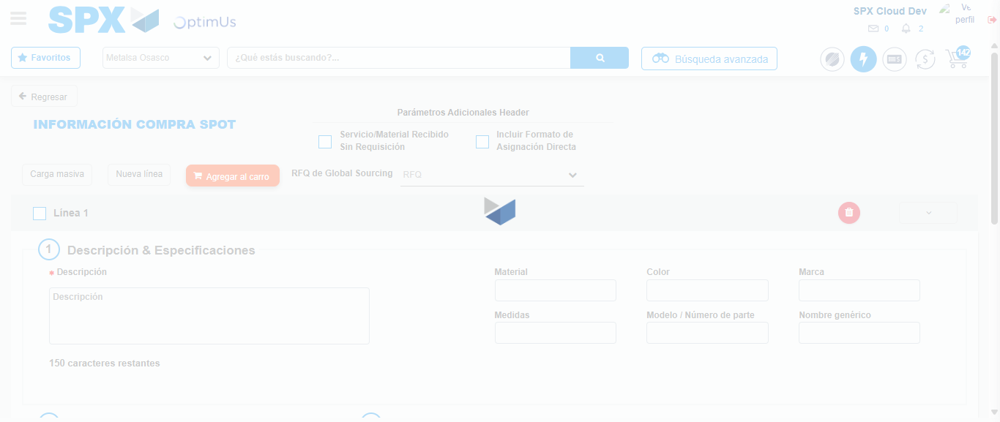 SPX
OptimUs
SPX Cloud Dev
Ve
perfil
0
2
Favoritos
Metalsa Osasco
¿Qué estás buscando?...
Búsqueda avanzada
142
Regresar
INFORMACIÓN COMPRA SPOT
Parámetros Adicionales Header
Servicio/Material Recibido
Sin Requisición
Incluir Formato de
Asignación Directa
Carga masiva
Nueva línea
Agregar al carro
RFQ de Global Sourcing
RFQ
Linea 1
1
Descripción & Especificaciones
* Descripción
Descripción
150 caracteres restantes
Material
Color
Marca
Medidas
Modelo / Número de parte
Nombre genérico